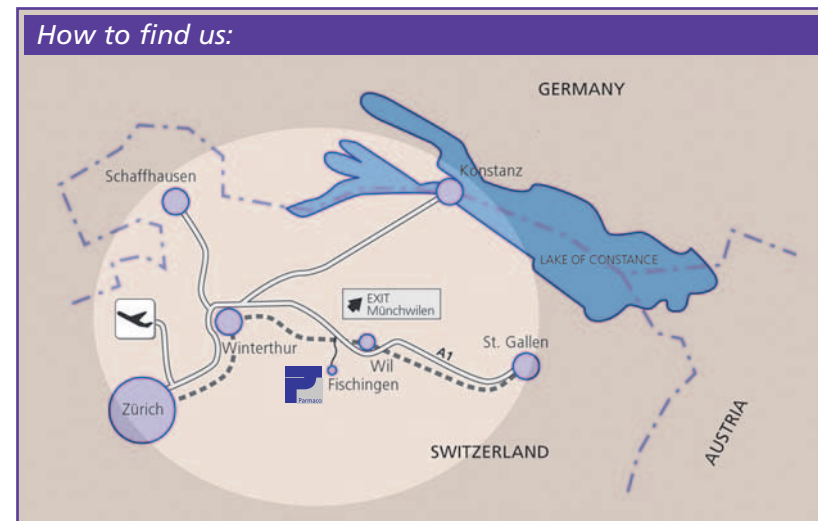 How to find us:
GERMANY
Schaffhausen
Konstanz
LAKE OF CONSTANCE
EXIT
Münchwilen
Winterthur
Wil
A1
St. Gallen
Parmaco
Fischingen
Zürich
SWITZERLAND
AUSTRIA